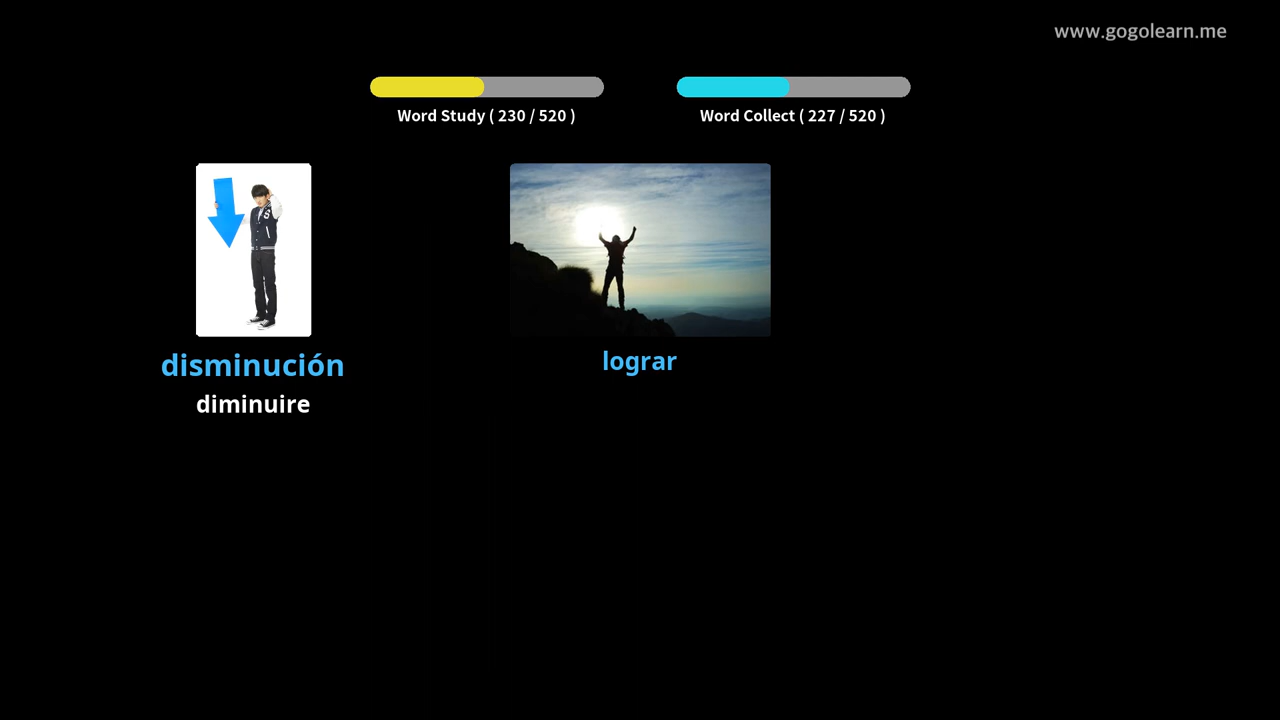 www.gogolearn.me
Word Study ( 230 / 520 )
Word Collect ( 227 / 520 )
S
disminución
diminuire
lograr